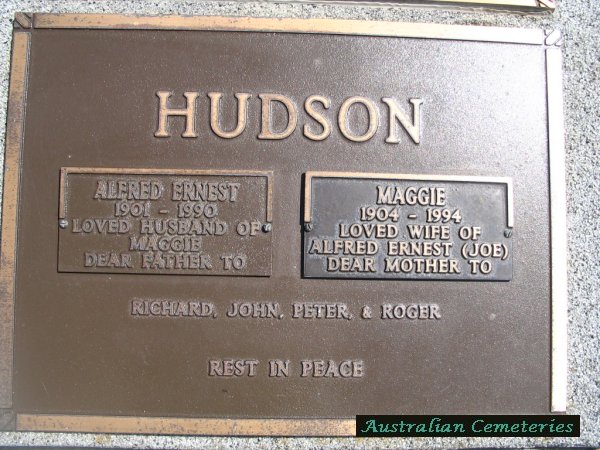 HUDSON
ALFRED ERNEST
1901 - 1990
LOVED HUSBAND OF
MAGGIE
DEAR FATHER TO
MAGGIE
1904 - 1994
LOVED WIFE OF
ALFRED ERNEST (JOE)
DEAR MOTHER TO
RICHARD, JOHN, PETER, & ROGER
REST IN PEACE
Australian Cemeteries